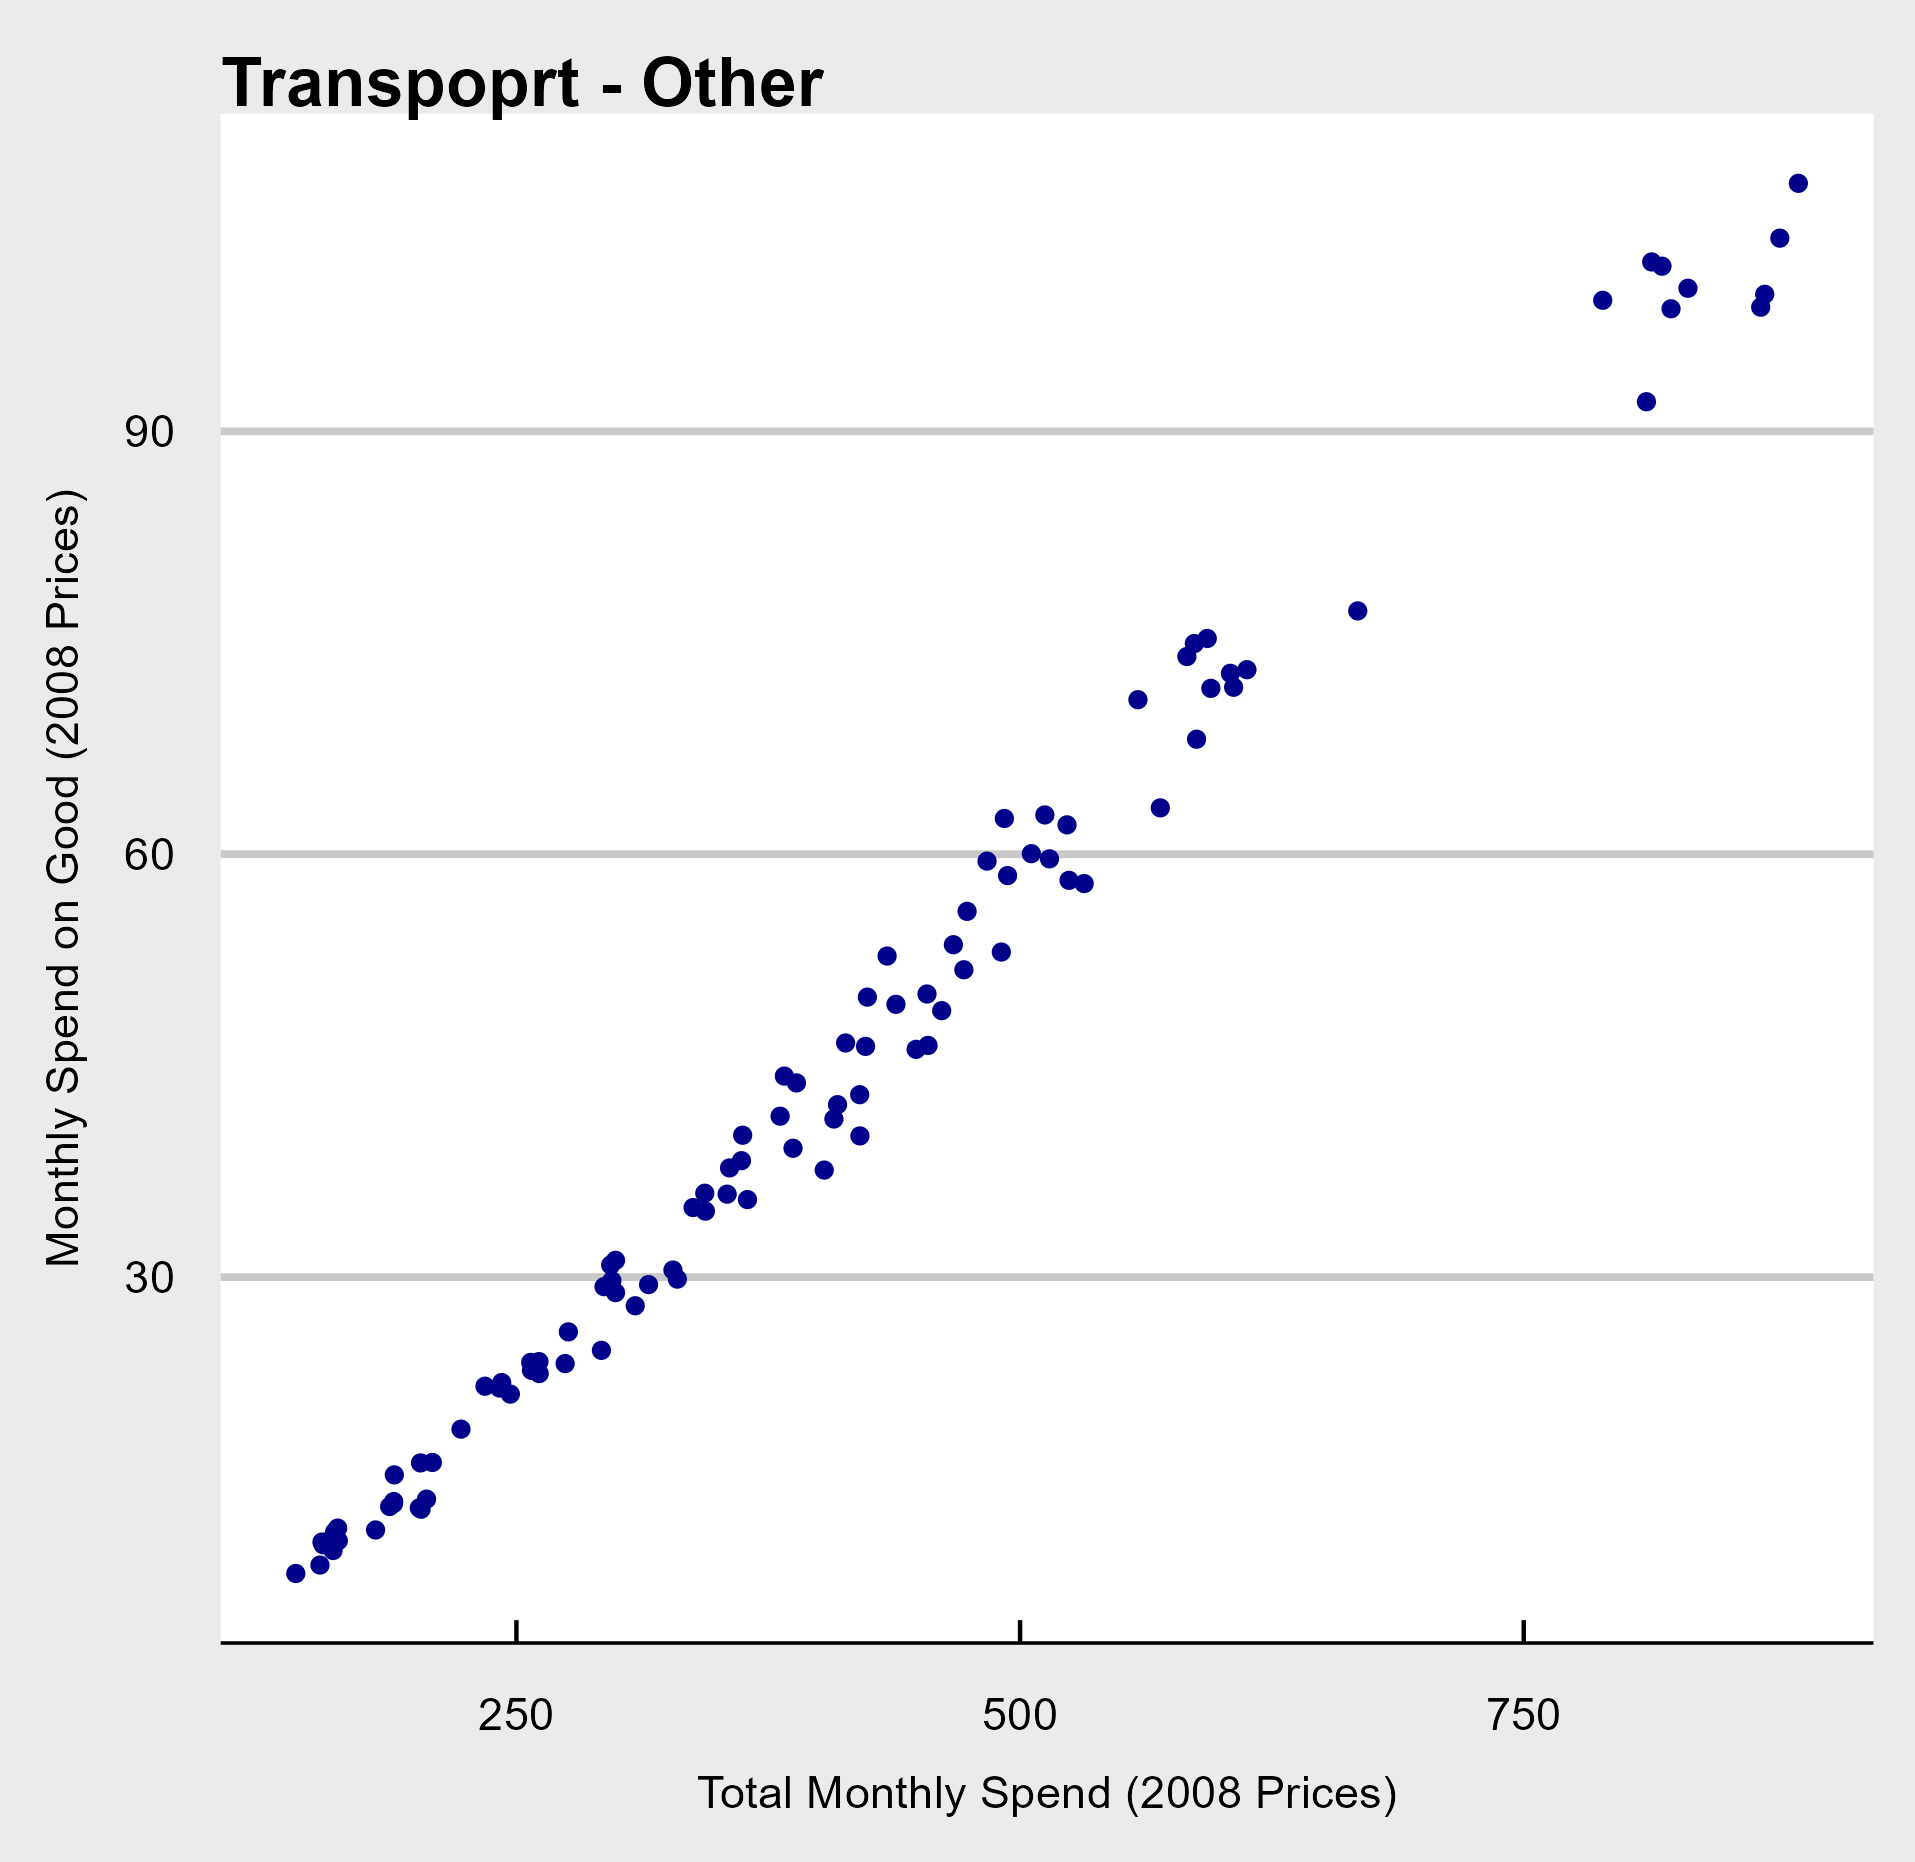 Transpoprt - Other
90
60
30
Monthly Spend on Good (2008 Prices)
250 500 750
Total Monthly Spend (2008 Prices)